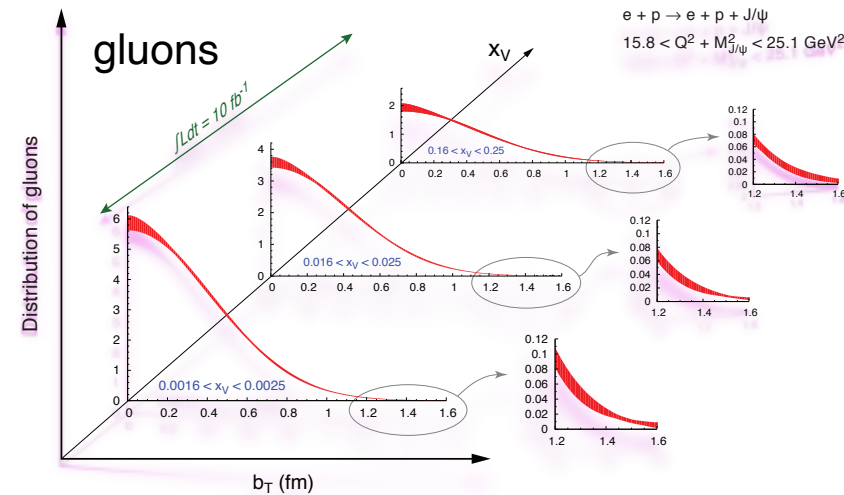 gluons
e + p → e + p + J/ψ
15.8 < Q² + M²J/ψ < 25.1 GeV²
xV
∫Ldt = 10 fb⁻¹
Distribution of gluons
bT (fm)
0.16 < xV < 0.25
2
1
0
0 0.2 0.4 0.6 0.8 1 1.2 1.4 1.6
0.12
0.1
0.08
0.06
0.04
0.02
0
1.2 1.4 1.6
0.016 < xV < 0.025
4
3
2
1
0
0 0.2 0.4 0.6 0.8 1 1.2 1.4 1.6
0.12
0.1
0.08
0.06
0.04
0.02
0
1.2 1.4 1.6
0.0016 < xV < 0.0025
6
5
4
3
2
1
0
0 0.2 0.4 0.6 0.8 1 1.2 1.4 1.6
0.12
0.1
0.08
0.06
0.04
0.02
0
1.2 1.4 1.6